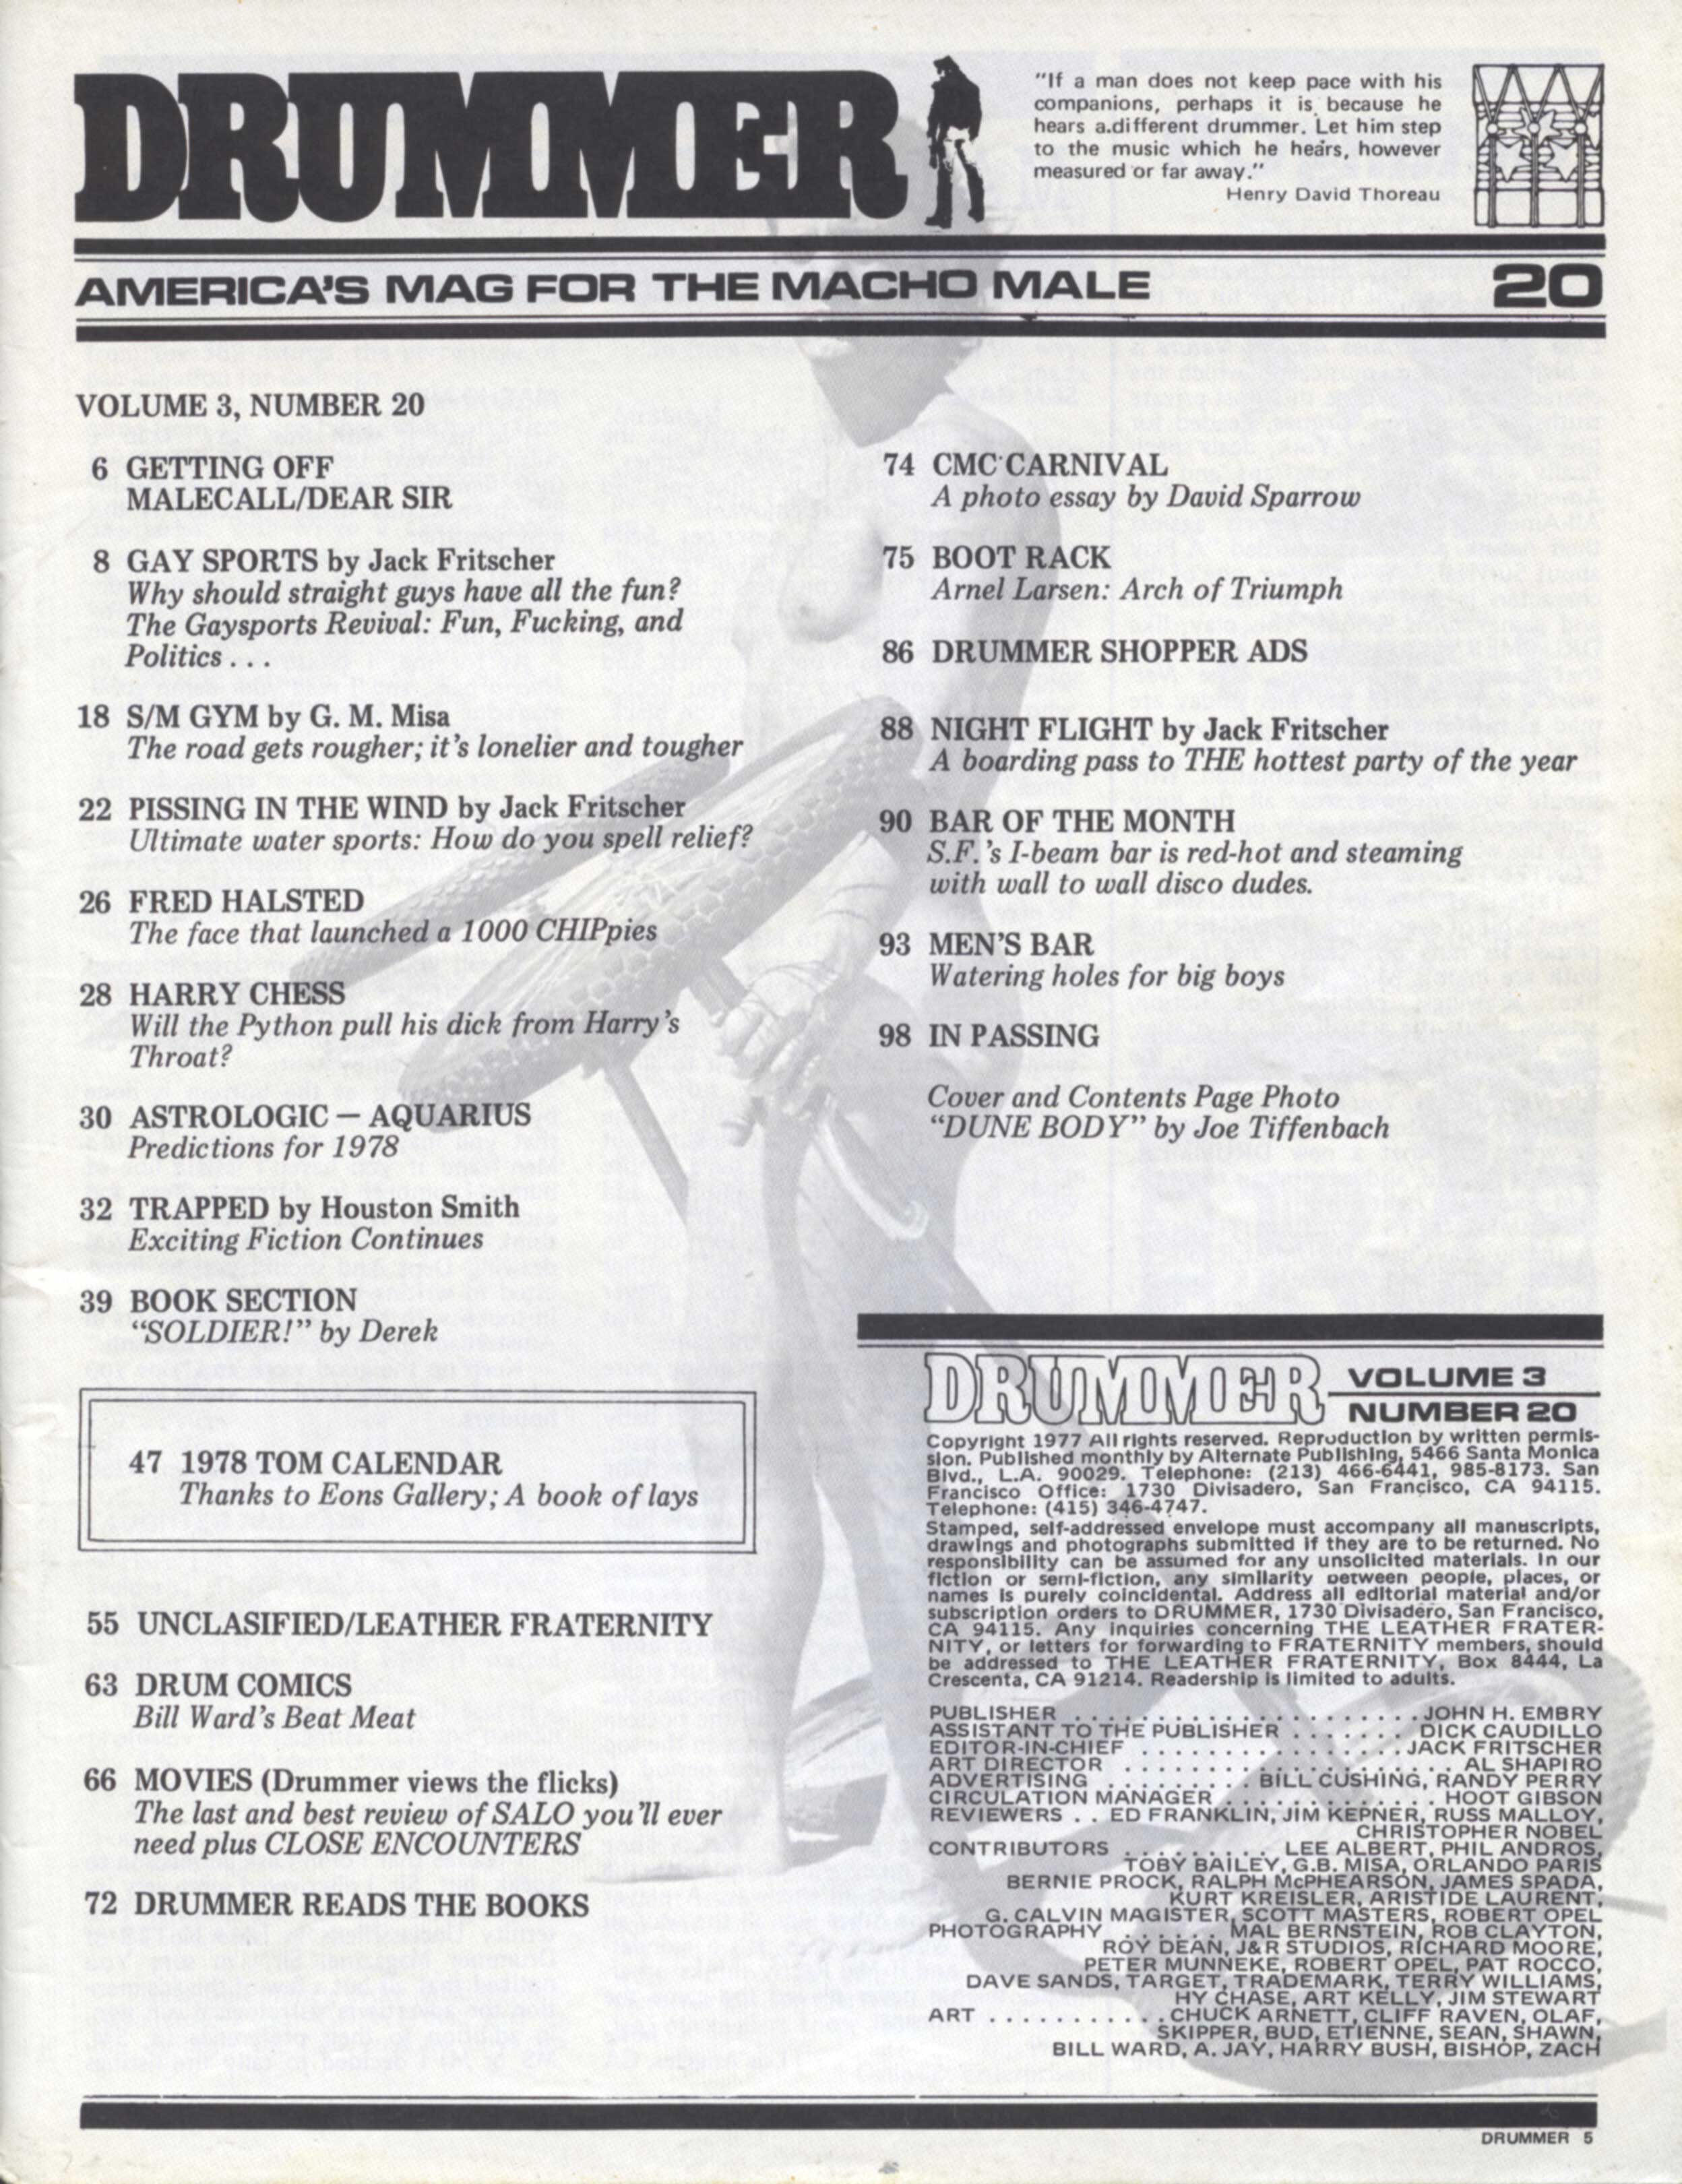 DRUMMER
"If a man does not keep pace with his
companions, perhaps it is because he
hears a different drummer. Let him step
to the music which he hears, however
measured or far away."
Henry David Thoreau
AMERICA'S MAG FOR THE MACHO MALE
20
VOLUME 3, NUMBER 20
6 GETTING OFF
MALECALL/DEAR SIR
8 GAY SPORTS by Jack Fritscher
Why should straight guys have all the fun?
The Gaysports Revival: Fun, Fucking, and
Politics . . .
18 S/M GYM by G. M. Misa
The road gets rougher; it's lonelier and tougher
22 PISSING IN THE WIND by Jack Fritscher
Ultimate water sports: How do you spell relief?
26 FRED HALSTED
The face that launched a 1000 CHIPpies
28 HARRY CHESS
Will the Python pull his dick from Harry's
Throat?
30 ASTROLOGIC — AQUARIUS
Predictions for 1978
32 TRAPPED by Houston Smith
Exciting Fiction Continues
39 BOOK SECTION
"SOLDIER!" by Derek
47 1978 TOM CALENDAR
Thanks to Eons Gallery; A book of lays
55 UNCLASIFIED/LEATHER FRATERNITY
63 DRUM COMICS
Bill Ward's Beat Meat
66 MOVIES (Drummer views the flicks)
The last and best review of SALO you'll ever
need plus CLOSE ENCOUNTERS
72 DRUMMER READS THE BOOKS
74 CMC CARNIVAL
A photo essay by David Sparrow
75 BOOT RACK
Arnel Larsen: Arch of Triumph
86 DRUMMER SHOPPER ADS
88 NIGHT FLIGHT by Jack Fritscher
A boarding pass to THE hottest party of the year
90 BAR OF THE MONTH
S.F.'s I-beam bar is red-hot and steaming
with wall to wall disco dudes.
93 MEN'S BAR
Watering holes for big boys
98 IN PASSING
Cover and Contents Page Photo
"DUNE BODY" by Joe Tiffenbach
DRUMMER VOLUME 3
NUMBER 20
Copyright 1977 All rights reserved. Reproduction by written permis-
sion. Published monthly by Alternate Publishing, 5466 Santa Monica
Blvd., L.A. 90029. Telephone: (213) 466-6441, 985-8173. San
Francisco Office: 1730 Divisadero, San Francisco, CA 94115.
Telephone: (415) 346-4747.
Stamped, self-addressed envelope must accompany all manuscripts,
drawings and photographs submitted if they are to be returned. No
responsibility can be assumed for any unsolicited materials. In our
fiction or semi-fiction, any similarity between people, places, or
names is purely coincidental. Address all editorial material and/or
subscription orders to DRUMMER, 1730 Divisadero, San Francisco,
CA 94115. Any inquiries concerning THE LEATHER FRATER-
NITY, or letters for forwarding to FRATERNITY members, should
be addressed to THE LEATHER FRATERNITY, Box 8444, La
Crescenta, CA 91214. Readership is limited to adults.
PUBLISHER . . . . . . . . . . . . . . . . . . . . JOHN H. EMBRY
ASSISTANT TO THE PUBLISHER . . . . . . . DICK CAUDILLO
EDITOR-IN-CHIEF . . . . . . . . . . . . . . . . JACK FRITSCHER
ART DIRECTOR . . . . . . . . . . . . . . . . . . . . AL SHAPIRO
ADVERTISING . . . . . . . . . BILL CUSHING, RANDY PERRY
CIRCULATION MANAGER . . . . . . . . . . . . . HOOT GIBSON
REVIEWERS . . ED FRANKLIN, JIM KEPNER, RUSS MALLOY,
CHRISTOPHER NOBEL
CONTRIBUTORS . . . . . . . . . LEE ALBERT, PHIL ANDROS,
TOBY BAILEY, G.B. MISA, ORLANDO PARIS
BERNIE PROCK, RALPH McPHEARSON, JAMES SPADA,
KURT KREISLER, ARISTIDE LAURENT,
G. CALVIN MAGISTER, SCOTT MASTERS, ROBERT OPEL
PHOTOGRAPHY . . . . . . . MAL BERNSTEIN, ROB CLAYTON,
ROY DEAN, J&R STUDIOS, RICHARD MOORE,
PETER MUNNEKE, ROBERT OPEL, PAT ROCCO,
DAVE SANDS, TARGET, TRADEMARK, TERRY WILLIAMS,
HY CHASE, ART KELLY, JIM STEWART
ART . . . . . . . . . . . CHUCK ARNETT, CLIFF RAVEN, OLAF,
SKIPPER, BUD, ETIENNE, SEAN, SHAWN,
BILL WARD, A. JAY, HARRY BUSH, BISHOP, ZACH
DRUMMER 5